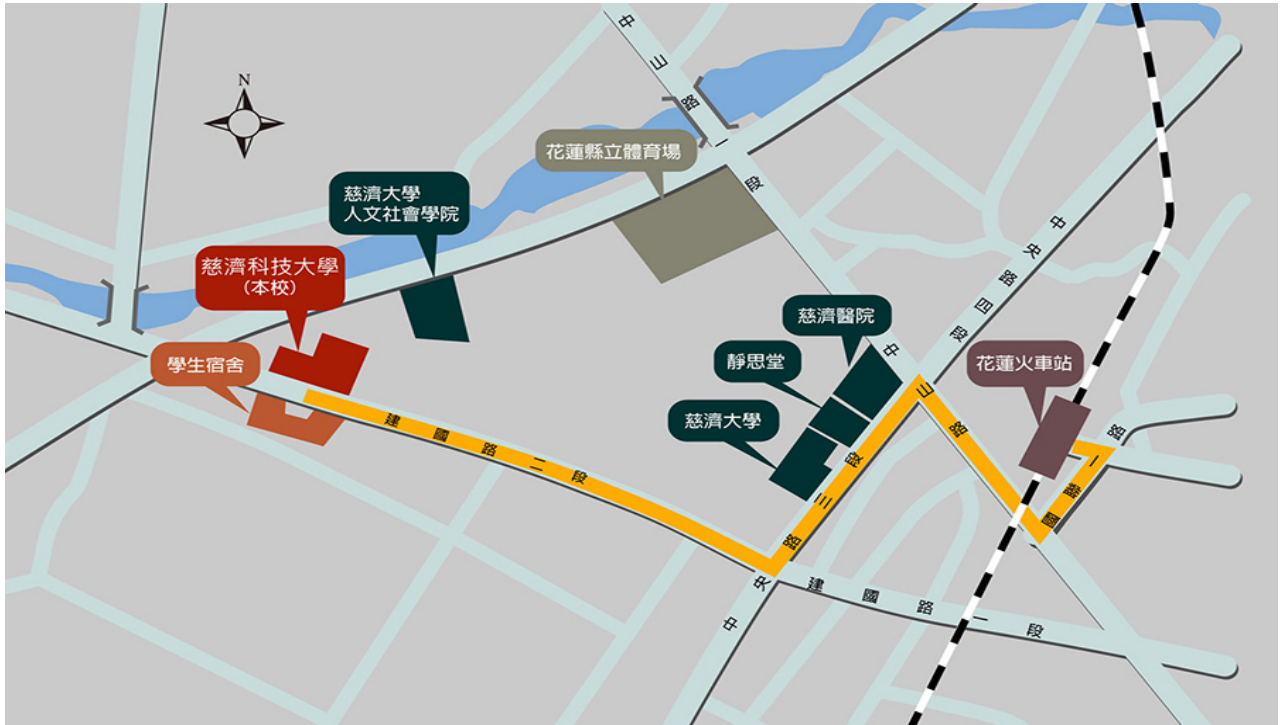 N
中山路一段
花蓮縣立體育場
慈濟大學
人文社會學院
慈濟科技大學
(本校)
學生宿舍
中央路四段
慈濟醫院
靜思堂
慈濟大學
花蓮火車站
中山路
國聯一路
建國路二段
中央路三段
建國路一段